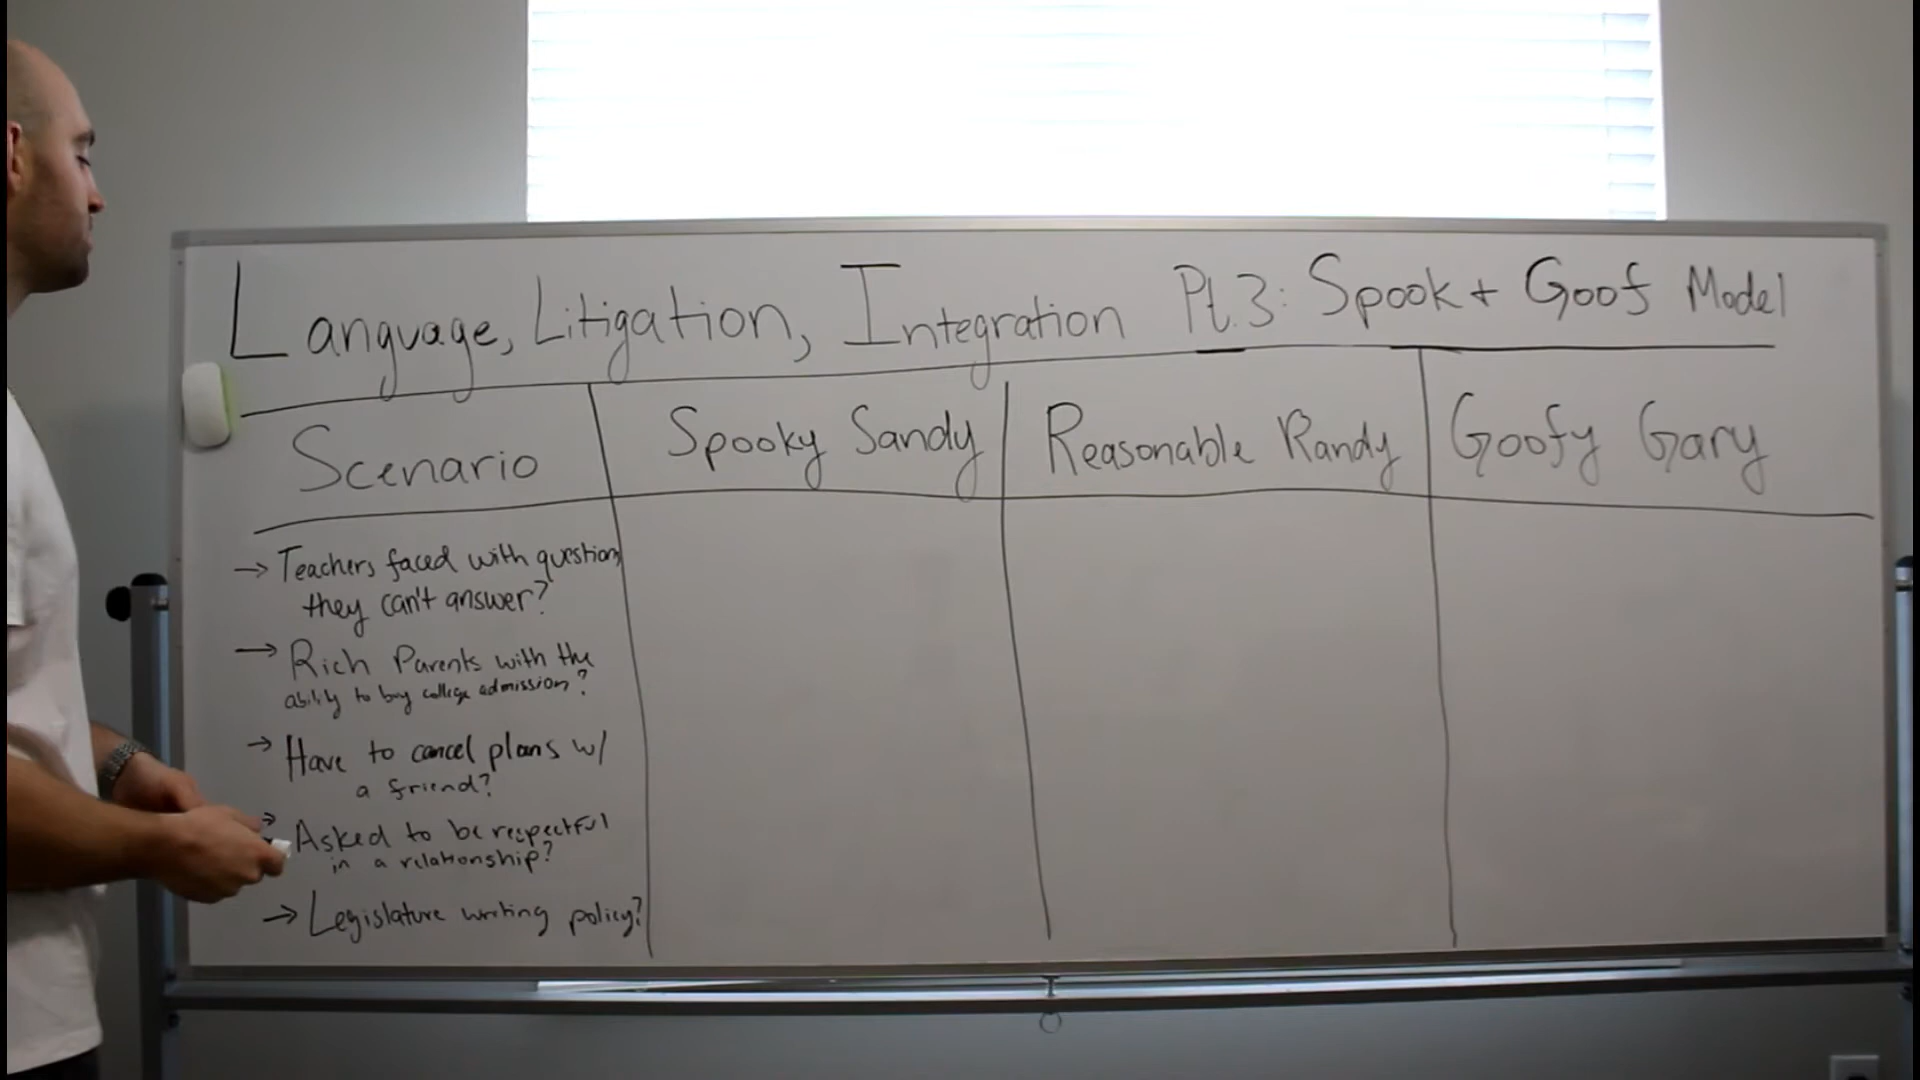 Language, Litigation, Integration Pt.3: Spook + Goof Model
Scenario
Spooky Sandy
Reasonable Randy
Goofy Gary
→ Teachers faced with questions
they can't answer?
→ Rich Parents with the
ability to buy college admission?
→ Have to cancel plans w/
a friend?
→ Asked to be respectful
in a relationship?
→ Legislature writing policy?